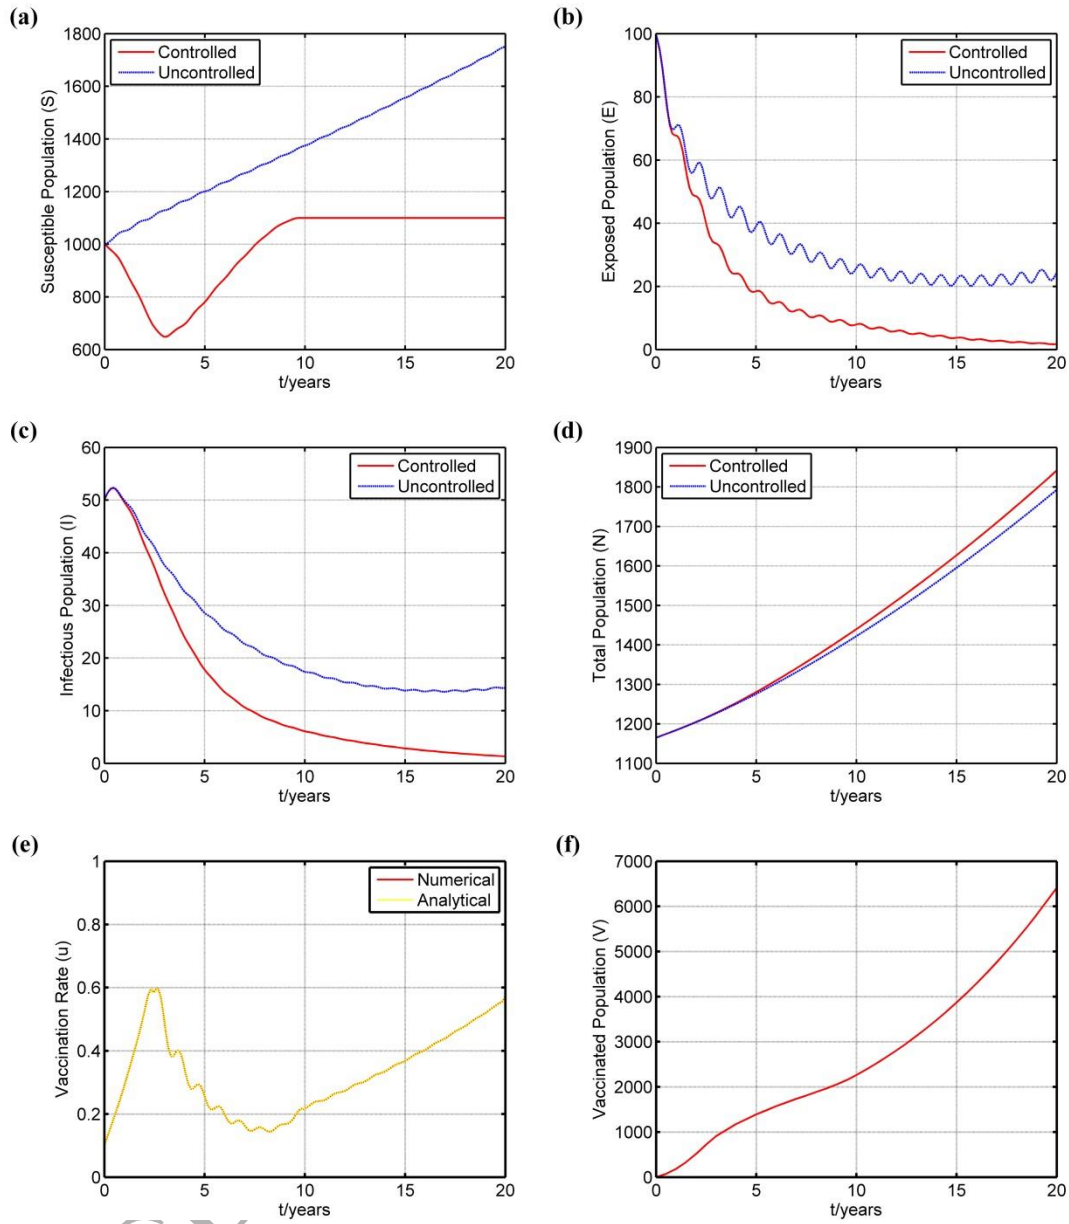 (a)
1800
1600
1400
1200
1000
800
600
Susceptible Population (S)
Controlled
Uncontrolled
0 5 10 15 20
t/years
(b)
100
80
60
40
20
0
Exposed Population (E)
Controlled
Uncontrolled
0 5 10 15 20
t/years
(c)
60
50
40
30
20
10
0
Infectious Population (I)
Controlled
Uncontrolled
0 5 10 15 20
t/years
(d)
1900
1800
1700
1600
1500
1400
1300
1200
1100
Total Population (N)
Controlled
Uncontrolled
0 5 10 15 20
t/years
(e)
1
0.8
0.6
0.4
0.2
0
Vaccination Rate (u)
Numerical
Analytical
0 5 10 15 20
t/years
(f)
7000
6000
5000
4000
3000
2000
1000
0
Vaccinated Population (V)
0 5 10 15 20
t/years